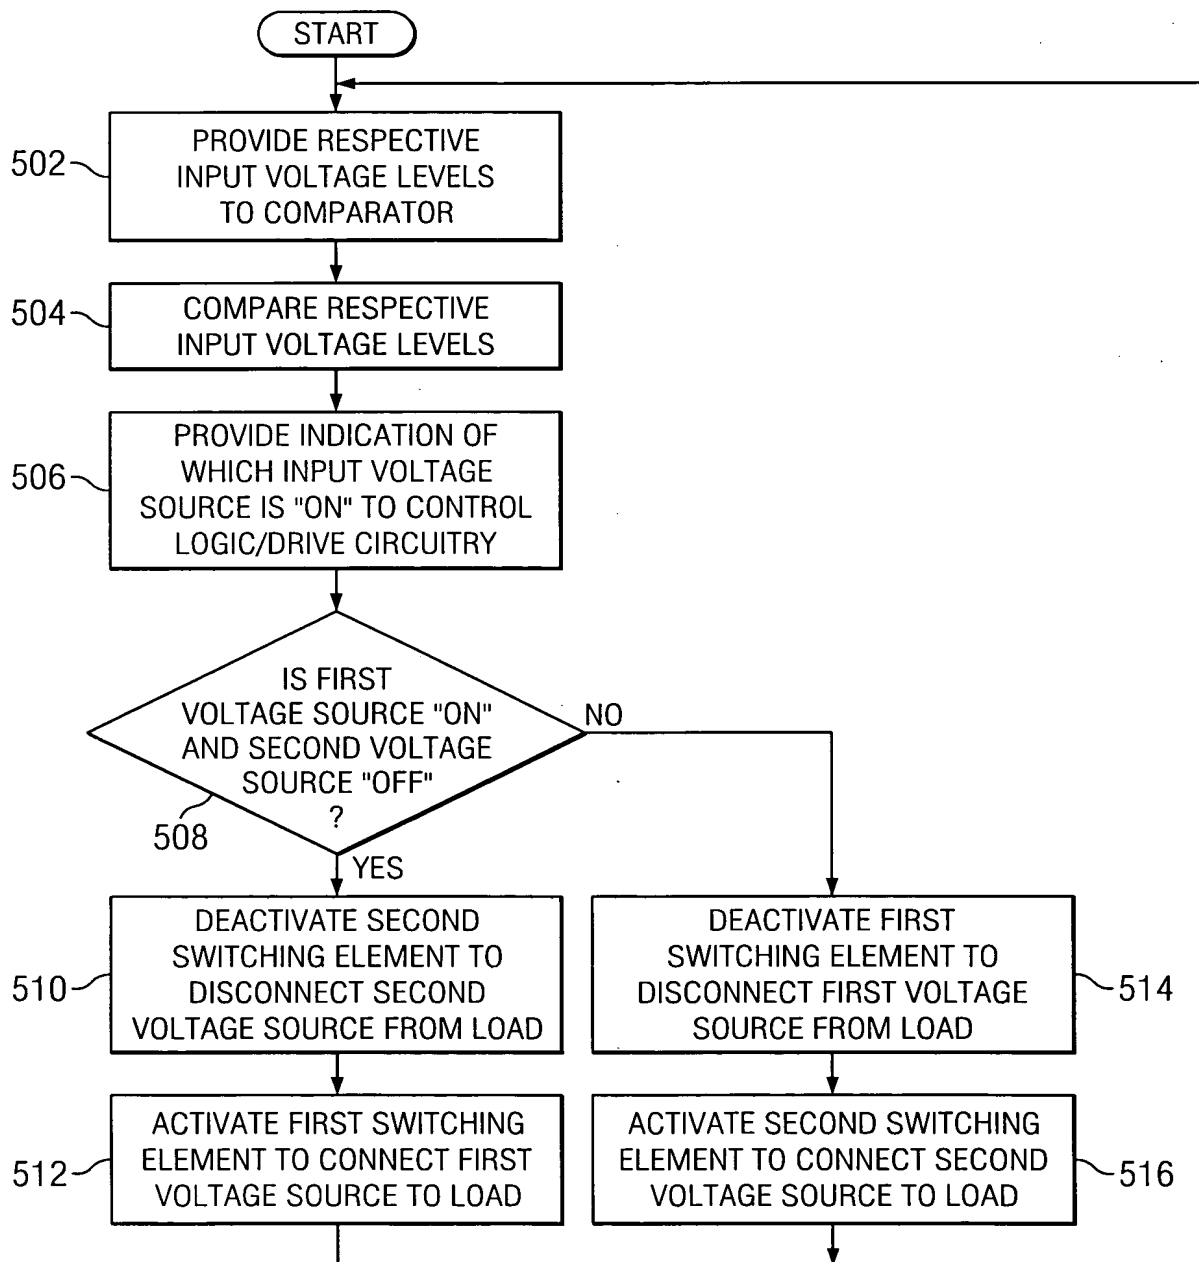 START
502
PROVIDE RESPECTIVE
INPUT VOLTAGE LEVELS
TO COMPARATOR
504
COMPARE RESPECTIVE
INPUT VOLTAGE LEVELS
506
PROVIDE INDICATION OF
WHICH INPUT VOLTAGE
SOURCE IS "ON" TO CONTROL
LOGIC/DRIVE CIRCUITRY
IS FIRST
VOLTAGE SOURCE "ON"
AND SECOND VOLTAGE
SOURCE "OFF"
?
508
NO
YES
510
DEACTIVATE SECOND
SWITCHING ELEMENT TO
DISCONNECT SECOND
VOLTAGE SOURCE FROM LOAD
DEACTIVATE FIRST
SWITCHING ELEMENT TO
DISCONNECT FIRST VOLTAGE
SOURCE FROM LOAD
514
512
ACTIVATE FIRST SWITCHING
ELEMENT TO CONNECT FIRST
VOLTAGE SOURCE TO LOAD
ACTIVATE SECOND SWITCHING
ELEMENT TO CONNECT SECOND
VOLTAGE SOURCE TO LOAD
516